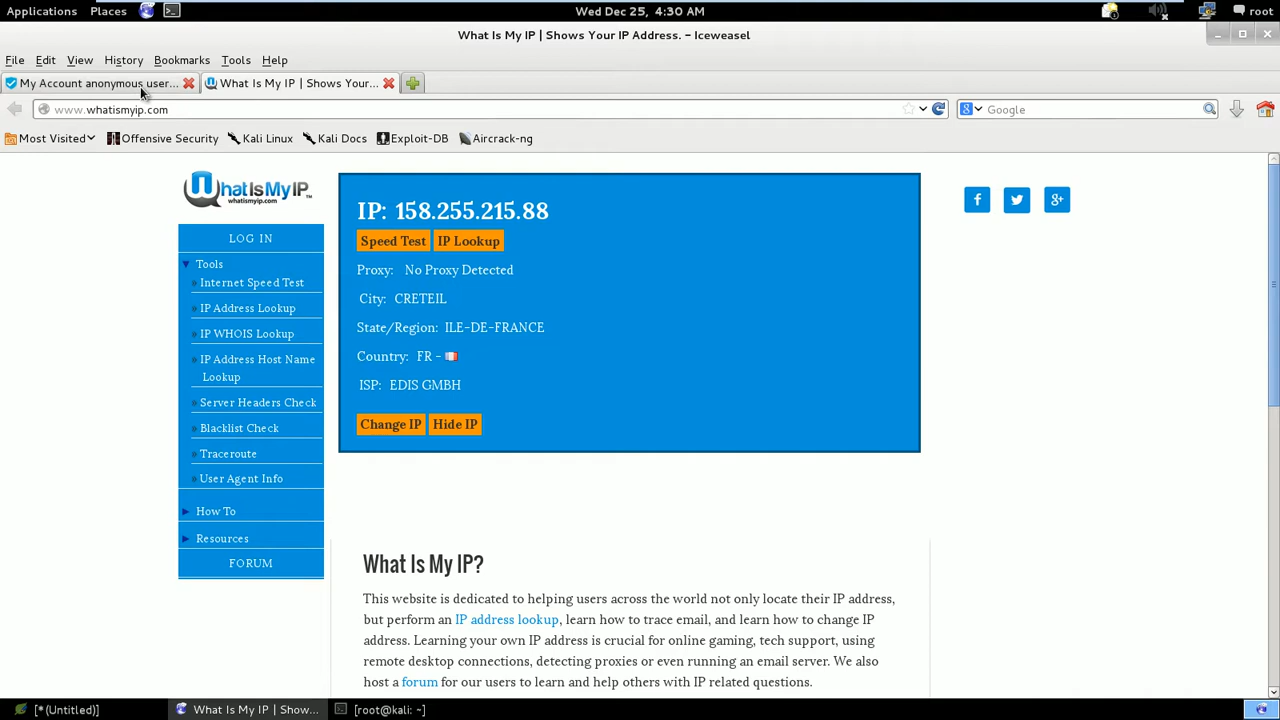 Applications Places Wed Dec 25, 4:30 AM root
What Is My IP | Shows Your IP Address. - Iceweasel
File Edit View History Bookmarks Tools Help
My Account anonymous user... What Is My IP | Shows Your...
www.whatismyip.com Google
Most Visited Offensive Security Kali Linux Kali Docs Exploit-DB Aircrack-ng
WhatIsMyIP™
whatismyip.com
LOG IN
Tools
» Internet Speed Test
» IP Address Lookup
» IP WHOIS Lookup
» IP Address Host Name
Lookup
» Server Headers Check
» Blacklist Check
» Traceroute
» User Agent Info
How To
Resources
FORUM
IP: 158.255.215.88
Speed Test IP Lookup
Proxy: No Proxy Detected
City: CRETEIL
State/Region: ILE-DE-FRANCE
Country: FR -
ISP: EDIS GMBH
Change IP Hide IP
What Is My IP?
This website is dedicated to helping users across the world not only locate their IP address,
but perform an IP address lookup, learn how to trace email, and learn how to change IP
address. Learning your own IP address is crucial for online gaming, tech support, using
remote desktop connections, detecting proxies or even running an email server. We also
host a forum for our users to learn and help others with IP related questions.
[*(Untitled)] What Is My IP | Show... [root@kali: ~]